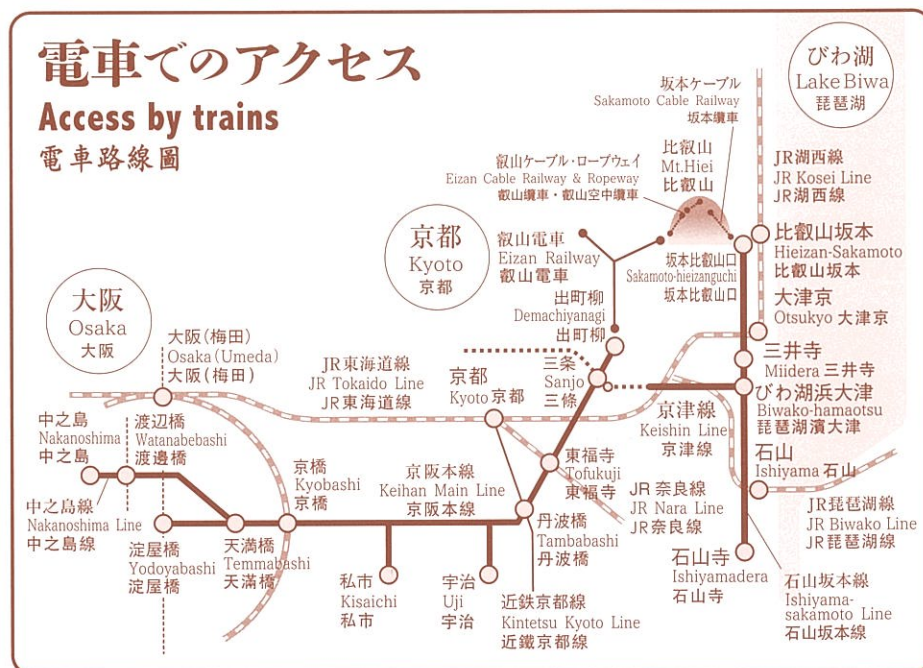 電車でのアクセス
Access by trains
電車路線圖
びわ湖
Lake Biwa
琵琶湖
坂本ケーブル
Sakamoto Cable Railway
坂本纜車
比叡山
Mt.Hiei
比叡山
叡山ケーブル・ロープウェイ
Eizan Cable Railway & Ropeway
叡山纜車・叡山空中纜車
JR湖西線
JR Kosei Line
JR湖西線
京都
Kyoto
京都
叡山電車
Eizan Railway
叡山電車
坂本比叡山口
Sakamoto-hieizanguchi
坂本比叡山口
比叡山坂本
Hieizan-Sakamoto
比叡山坂本
大阪
Osaka
大阪
出町柳
Demachiyanagi
出町柳
大津京
Otsukyo 大津京
大阪(梅田)
Osaka(Umeda)
大阪(梅田)
JR東海道線
JR Tokaido Line
JR東海道線
京都
Kyoto 京都
三条
Sanjo
三條
三井寺
Miidera 三井寺
京津線
Keishin Line
京津線
びわ湖浜大津
Biwako-hamaotsu
琵琶湖濱大津
中之島
Nakanoshima
中之島
渡辺橋
Watanabebashi
渡邊橋
京橋
Kyobashi
京橋
京阪本線
Keihan Main Line
京阪本線
東福寺
Tofukuji
東福寺
石山
Ishiyama 石山
JR奈良線
JR Nara Line
JR奈良線
JR琵琶湖線
JR Biwako Line
JR琵琶湖線
中之島線
Nakanoshima Line
中之島線
淀屋橋
Yodoyabashi
淀屋橋
天満橋
Temmabashi
天滿橋
丹波橋
Tambabashi
丹波橋
石山寺
Ishiyamadera
石山寺
私市
Kisaichi
私市
宇治
Uji
宇治
近鉄京都線
Kintetsu Kyoto Line
近鐵京都線
石山坂本線
Ishiyama-
sakamoto Line
石山坂本線